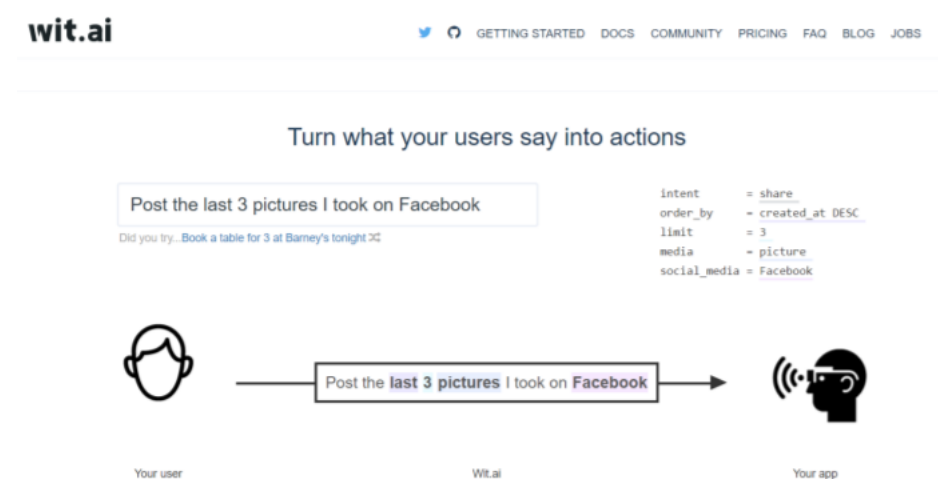 wit.ai
GETTING STARTED DOCS COMMUNITY PRICING FAQ BLOG JOBS
Turn what your users say into actions
Post the last 3 pictures I took on Facebook
Did you try...Book a table for 3 at Barney's tonight
intent = share
order_by = created_at DESC
limit = 3
media = picture
social_media = Facebook
Post the last 3 pictures I took on Facebook
Your user Wit.ai Your app